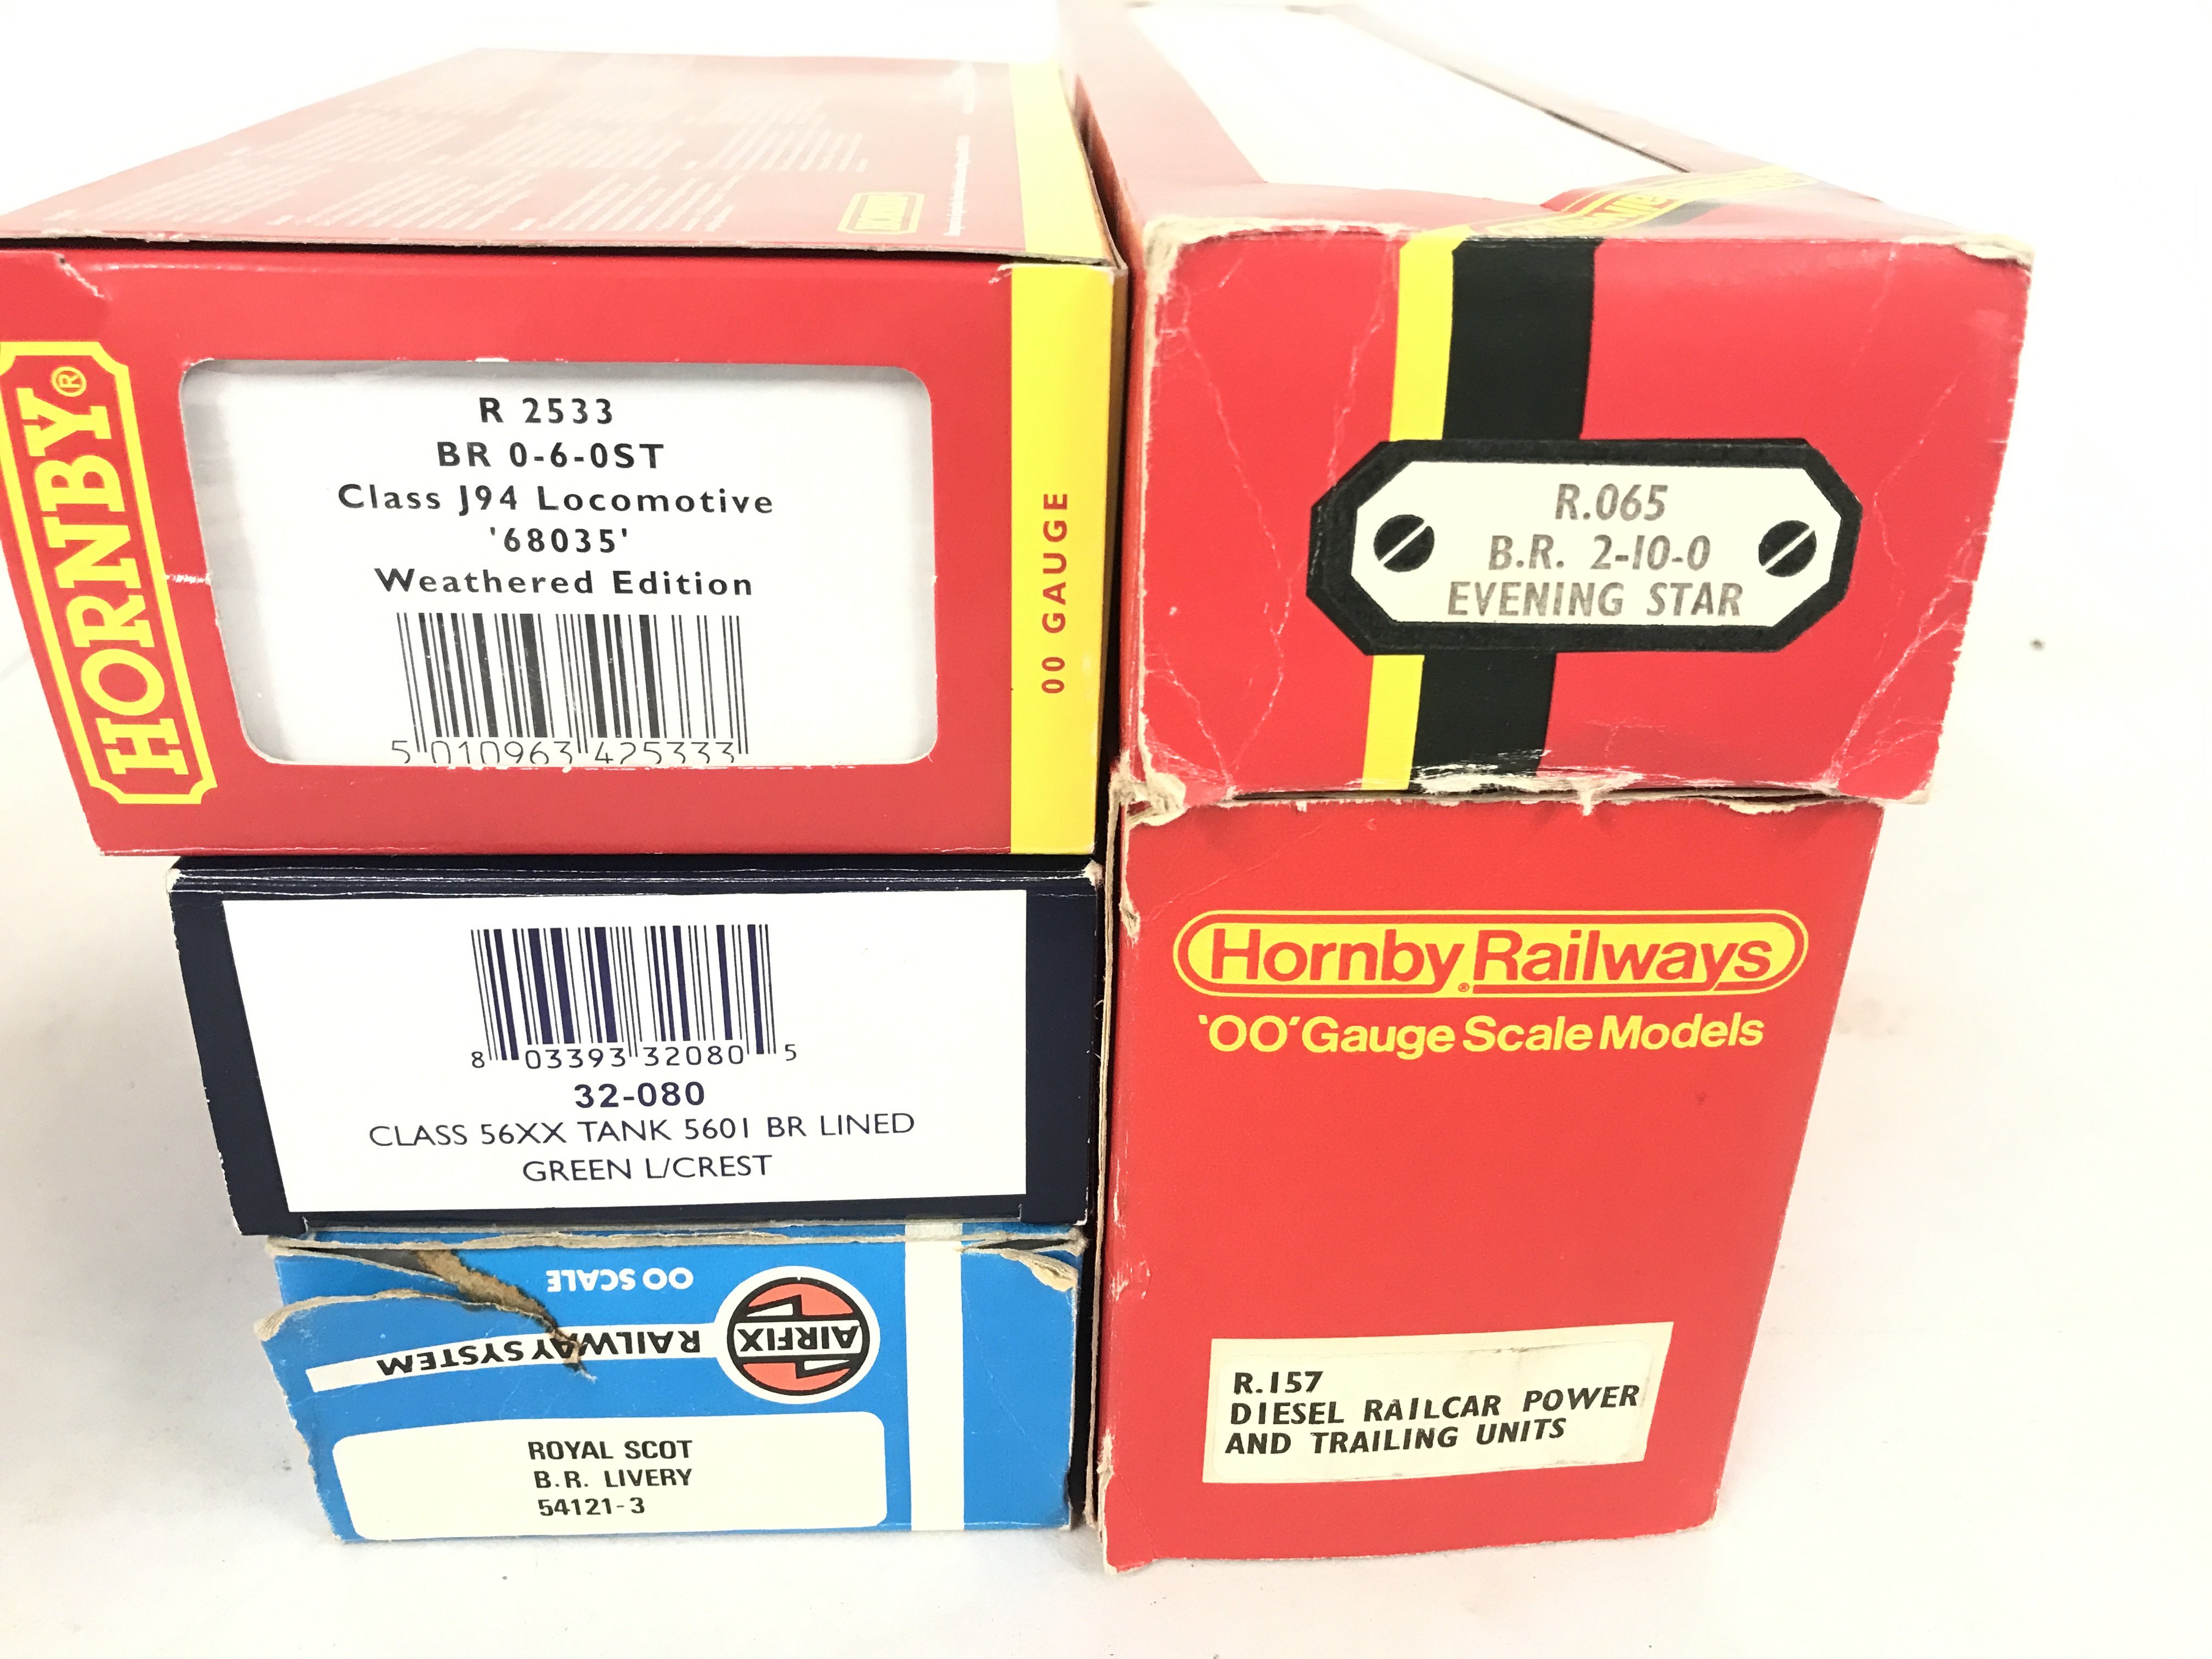 HORNBY®
R 2533
BR 0-6-0ST
Class J94 Locomotive
'68035'
Weathered Edition
5 010963 425333
00 GAUGE
HORNBY
R.065
B.R. 2-10-0
EVENING STAR
8 03393 32080 5
32-080
CLASS 56XX TANK 5601 BR LINED
GREEN L/CREST
OO SCALE
AIRFIX
RAILWAY SYSTEM
ROYAL SCOT
B.R. LIVERY
54121-3
Hornby® Railways
'OO' Gauge Scale Models
R.157
DIESEL RAILCAR POWER
AND TRAILING UNITS